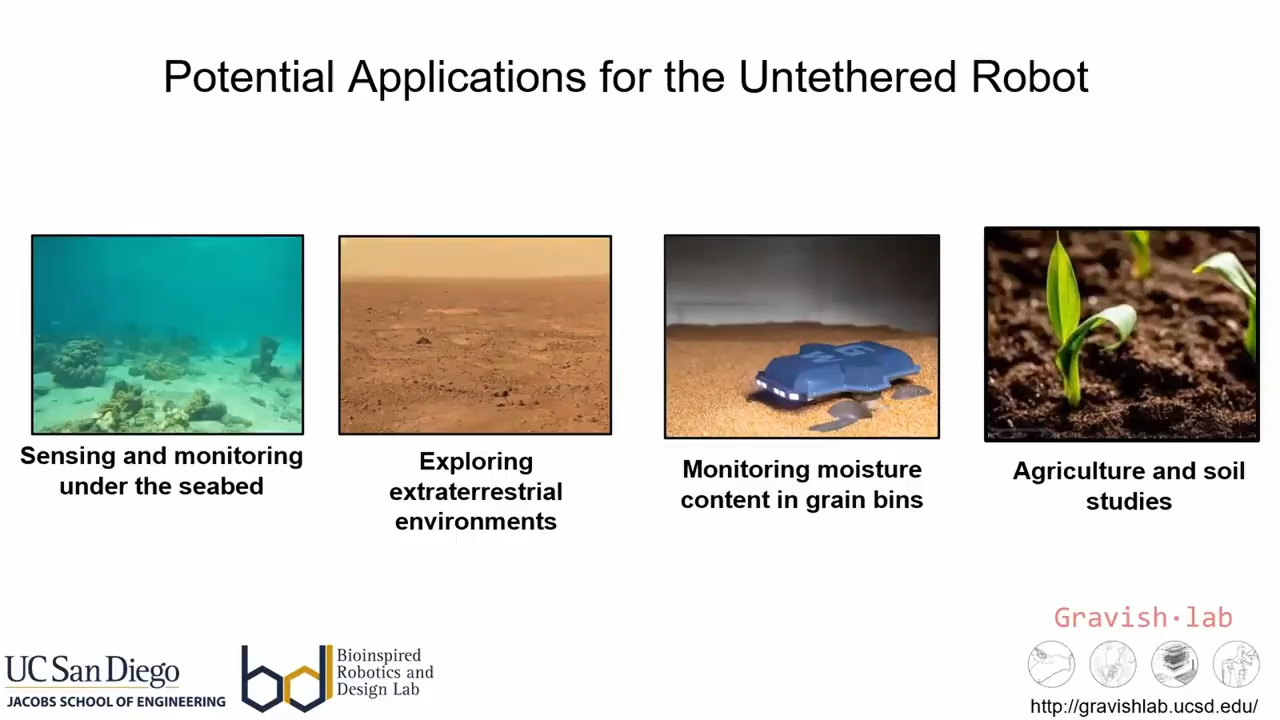 Potential Applications for the Untethered Robot
Sensing and monitoring
under the seabed
Exploring
extraterrestrial
environments
Monitoring moisture
content in grain bins
Agriculture and soil
studies
UC San Diego
JACOBS SCHOOL OF ENGINEERING
bd
Bioinspired
Robotics and
Design Lab
Gravish·lab
http://gravishlab.ucsd.edu/